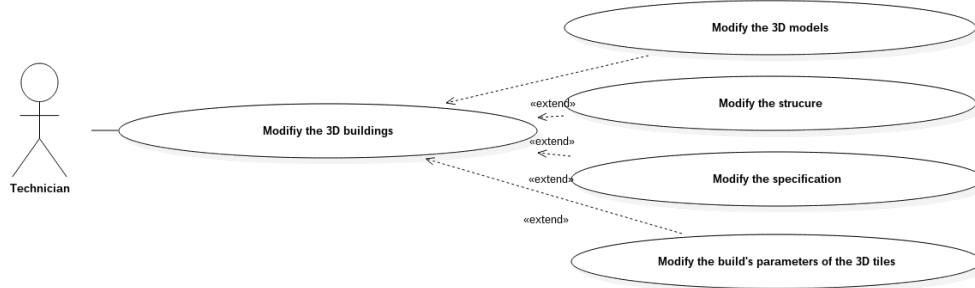 Modify the 3D models
«extend»
Modify the strucure
Modifiy the 3D buildings
«extend»
«extend»
Modify the specification
Technician
«extend»
Modify the build's parameters of the 3D tiles